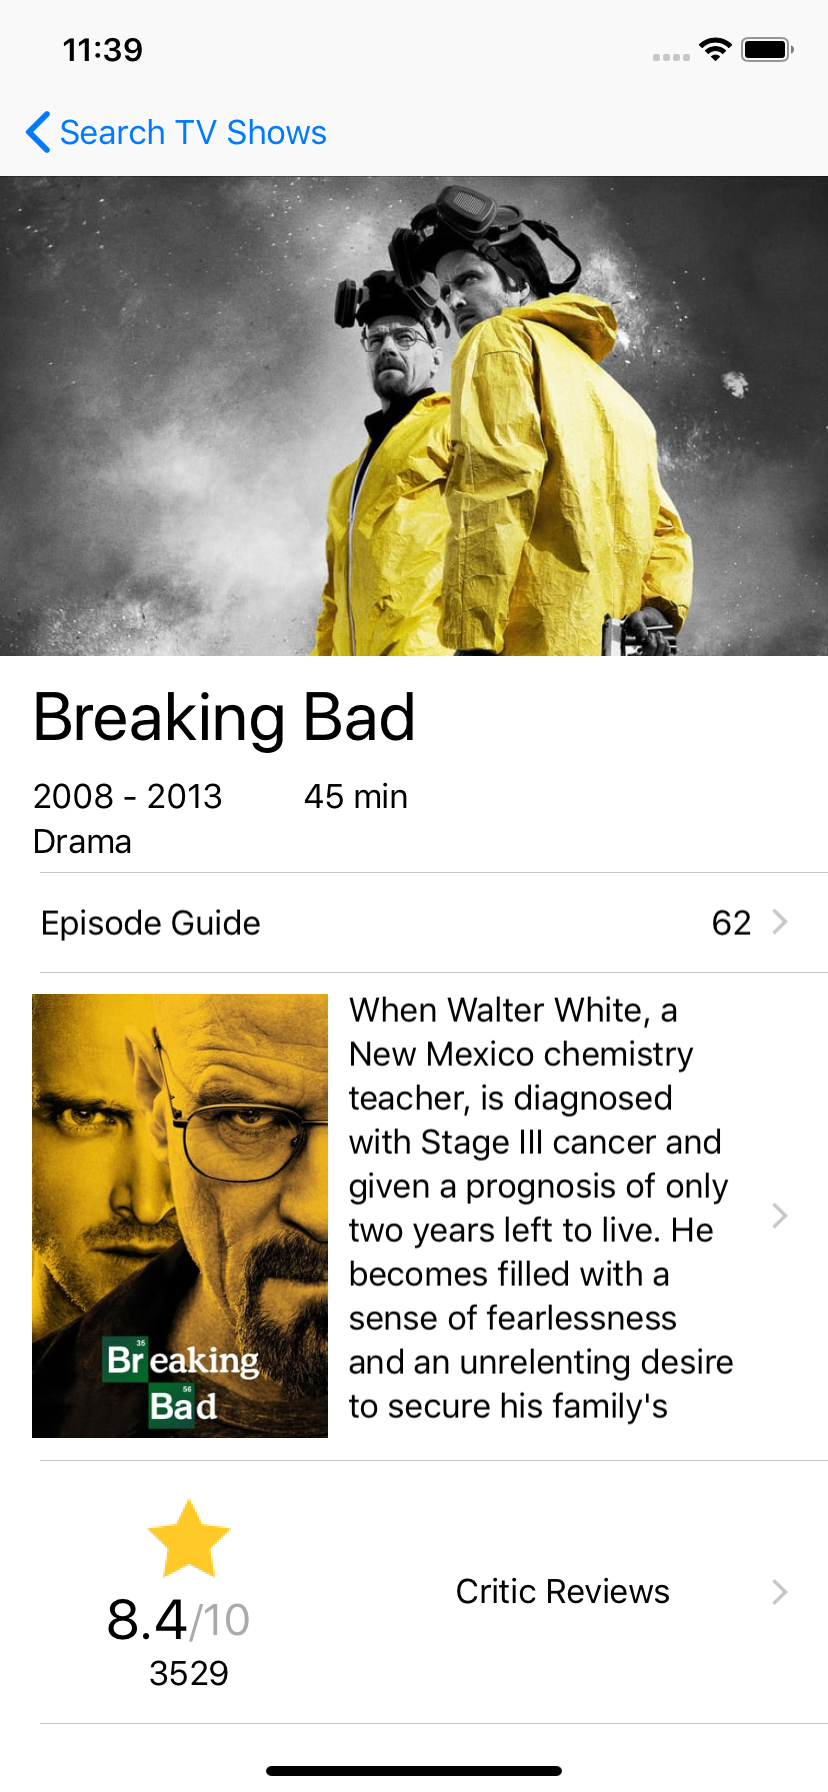 11:39
Search TV Shows
Breaking Bad
2008 - 2013 45 min
Drama
Episode Guide 62
When Walter White, a
New Mexico chemistry
teacher, is diagnosed
with Stage III cancer and
given a prognosis of only
two years left to live. He
becomes filled with a
sense of fearlessness
and an unrelenting desire
to secure his family's
35
Breaking
56
Bad
8.4/10
3529
Critic Reviews